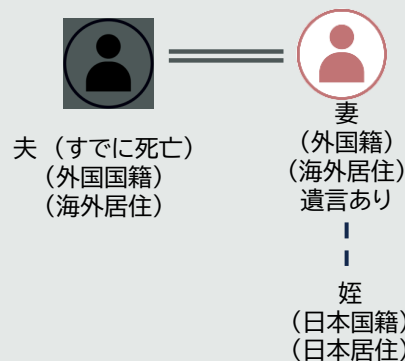 夫（すでに死亡）
（外国国籍）
（海外居住）
妻
（外国籍）
（海外居住）
遺言あり
姪
（日本国籍）
（日本居住）